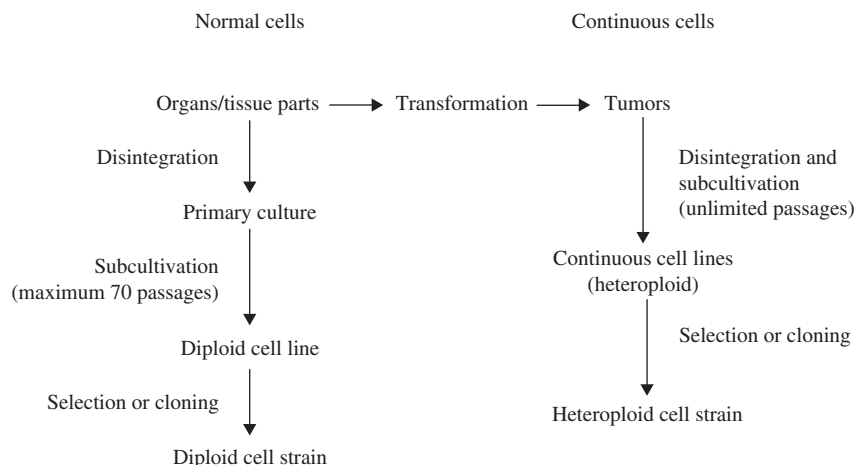 Normal cells
Continuous cells
Organs/tissue parts
Transformation
Tumors
Disintegration
Disintegration and
subcultivation
(unlimited passages)
Primary culture
Subcultivation
(maximum 70 passages)
Continuous cell lines
(heteroploid)
Diploid cell line
Selection or cloning
Selection or cloning
Heteroploid cell strain
Diploid cell strain